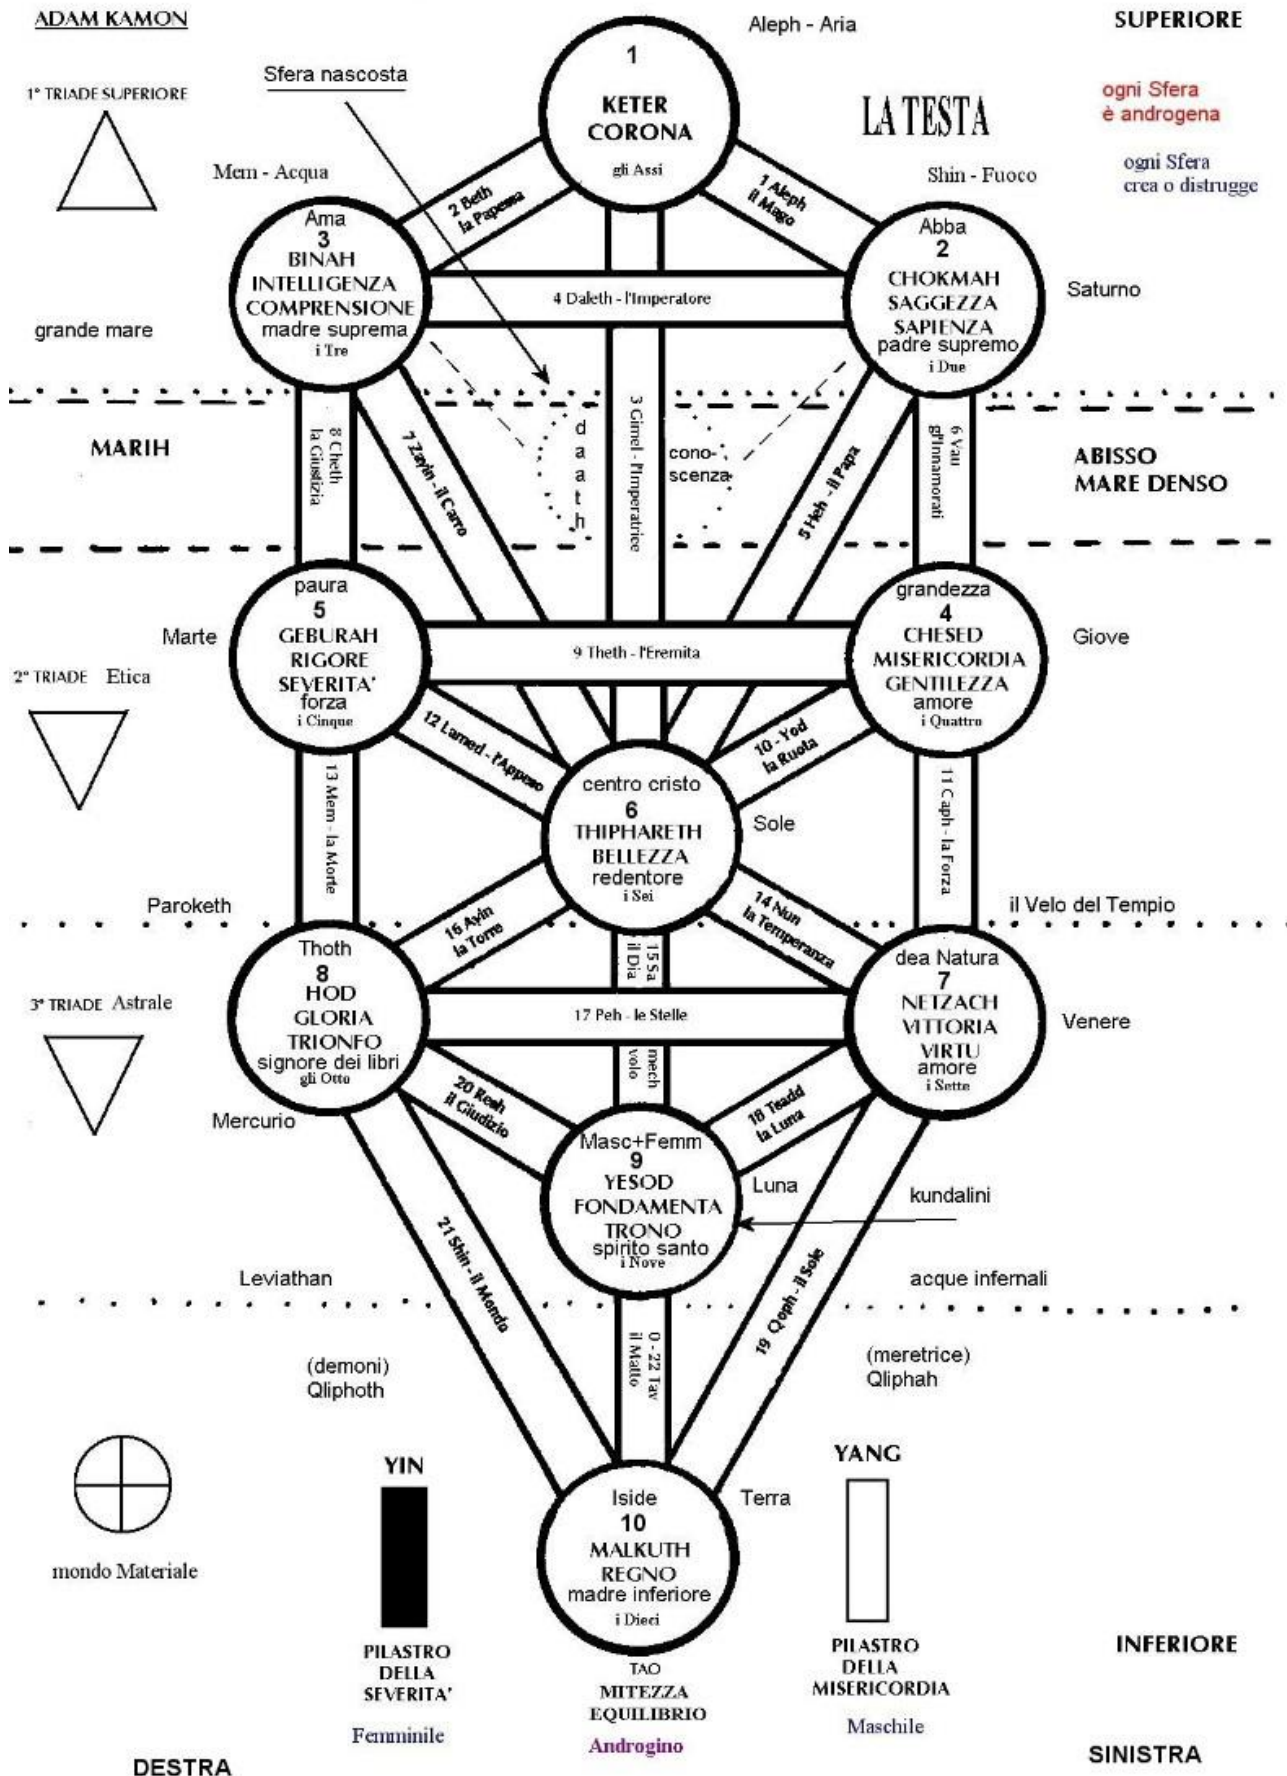 ADAM KAMON
Aleph - Aria
SUPERIORE
1° TRIADE SUPERIORE
Sfera nascosta
1
KETER
CORONA
gli Assi
LA TESTA
ogni Sfera
è androgena
ogni Sfera
crea o distrugge
Mem - Acqua
Shin - Fuoco
2 Beth
la Papessa
1 Aleph
il Mago
Ama
3
BINAH
INTELLIGENZA
COMPRENSIONE
madre suprema
i Tre
4 Daleth - l'Imperatore
Abba
2
CHOKMAH
SAGGEZZA
SAPIENZA
padre supremo
i Due
Saturno
grande mare
MARIH
8 Cheth
la Giustizia
7 Zayin - il Carro
daath
3 Gimel - l'Imperatrice
cono-
scenza
5 Heh - il Papa
6 Vau
gl'Innamorati
ABISSO
MARE DENSO
Marte
paura
5
GEBURAH
RIGORE
SEVERITA'
forza
i Cinque
9 Theth - l'Eremita
grandezza
4
CHESED
MISERICORDIA
GENTILEZZA
amore
i Quattro
Giove
2° TRIADE Etica
12 Lamed - l'Appeso
10 - Yod
la Ruota
13 Mem - la Morte
centro cristo
6
THIPHARETH
BELLEZZA
redentore
i Sei
Sole
11 Caph - la Forza
Paroketh
il Velo del Tempio
16 Ayin
la Torre
14 Nun
la Temperanza
15 Sa
il Dia
Thoth
8
HOD
GLORIA
TRIONFO
signore dei libri
gli Otto
17 Peh - le Stelle
dea Natura
7
NETZACH
VITTORIA
VIRTU
amore
i Sette
Venere
3° TRIADE Astrale
mech
volo
Mercurio
20 Resh
il Giudizio
18 Tsadd
la Luna
Masc+Femm
9
YESOD
FONDAMENTA
TRONO
spirito santo
i Nove
Luna
kundalini
21 Shin - il Mondo
19 Qoph - il Sole
Leviathan
acque infernali
0 - 22 Tav
il Matto
(demoni)
Qliphoth
(meretrice)
Qliphah
YIN
YANG
Iside
10
MALKUTH
REGNO
madre inferiore
i Dieci
Terra
mondo Materiale
PILASTRO
DELLA
SEVERITA'
Femminile
TAO
MITEZZA
EQUILIBRIO
Androgino
PILASTRO
DELLA
MISERICORDIA
Maschile
INFERIORE
DESTRA
SINISTRA